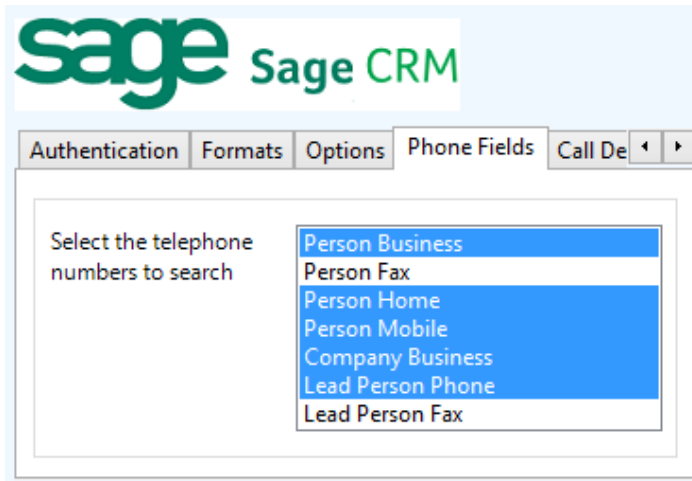 sage Sage CRM
Authentication Formats Options Phone Fields Call De
Select the telephone
numbers to search
Person Business
Person Fax
Person Home
Person Mobile
Company Business
Lead Person Phone
Lead Person Fax